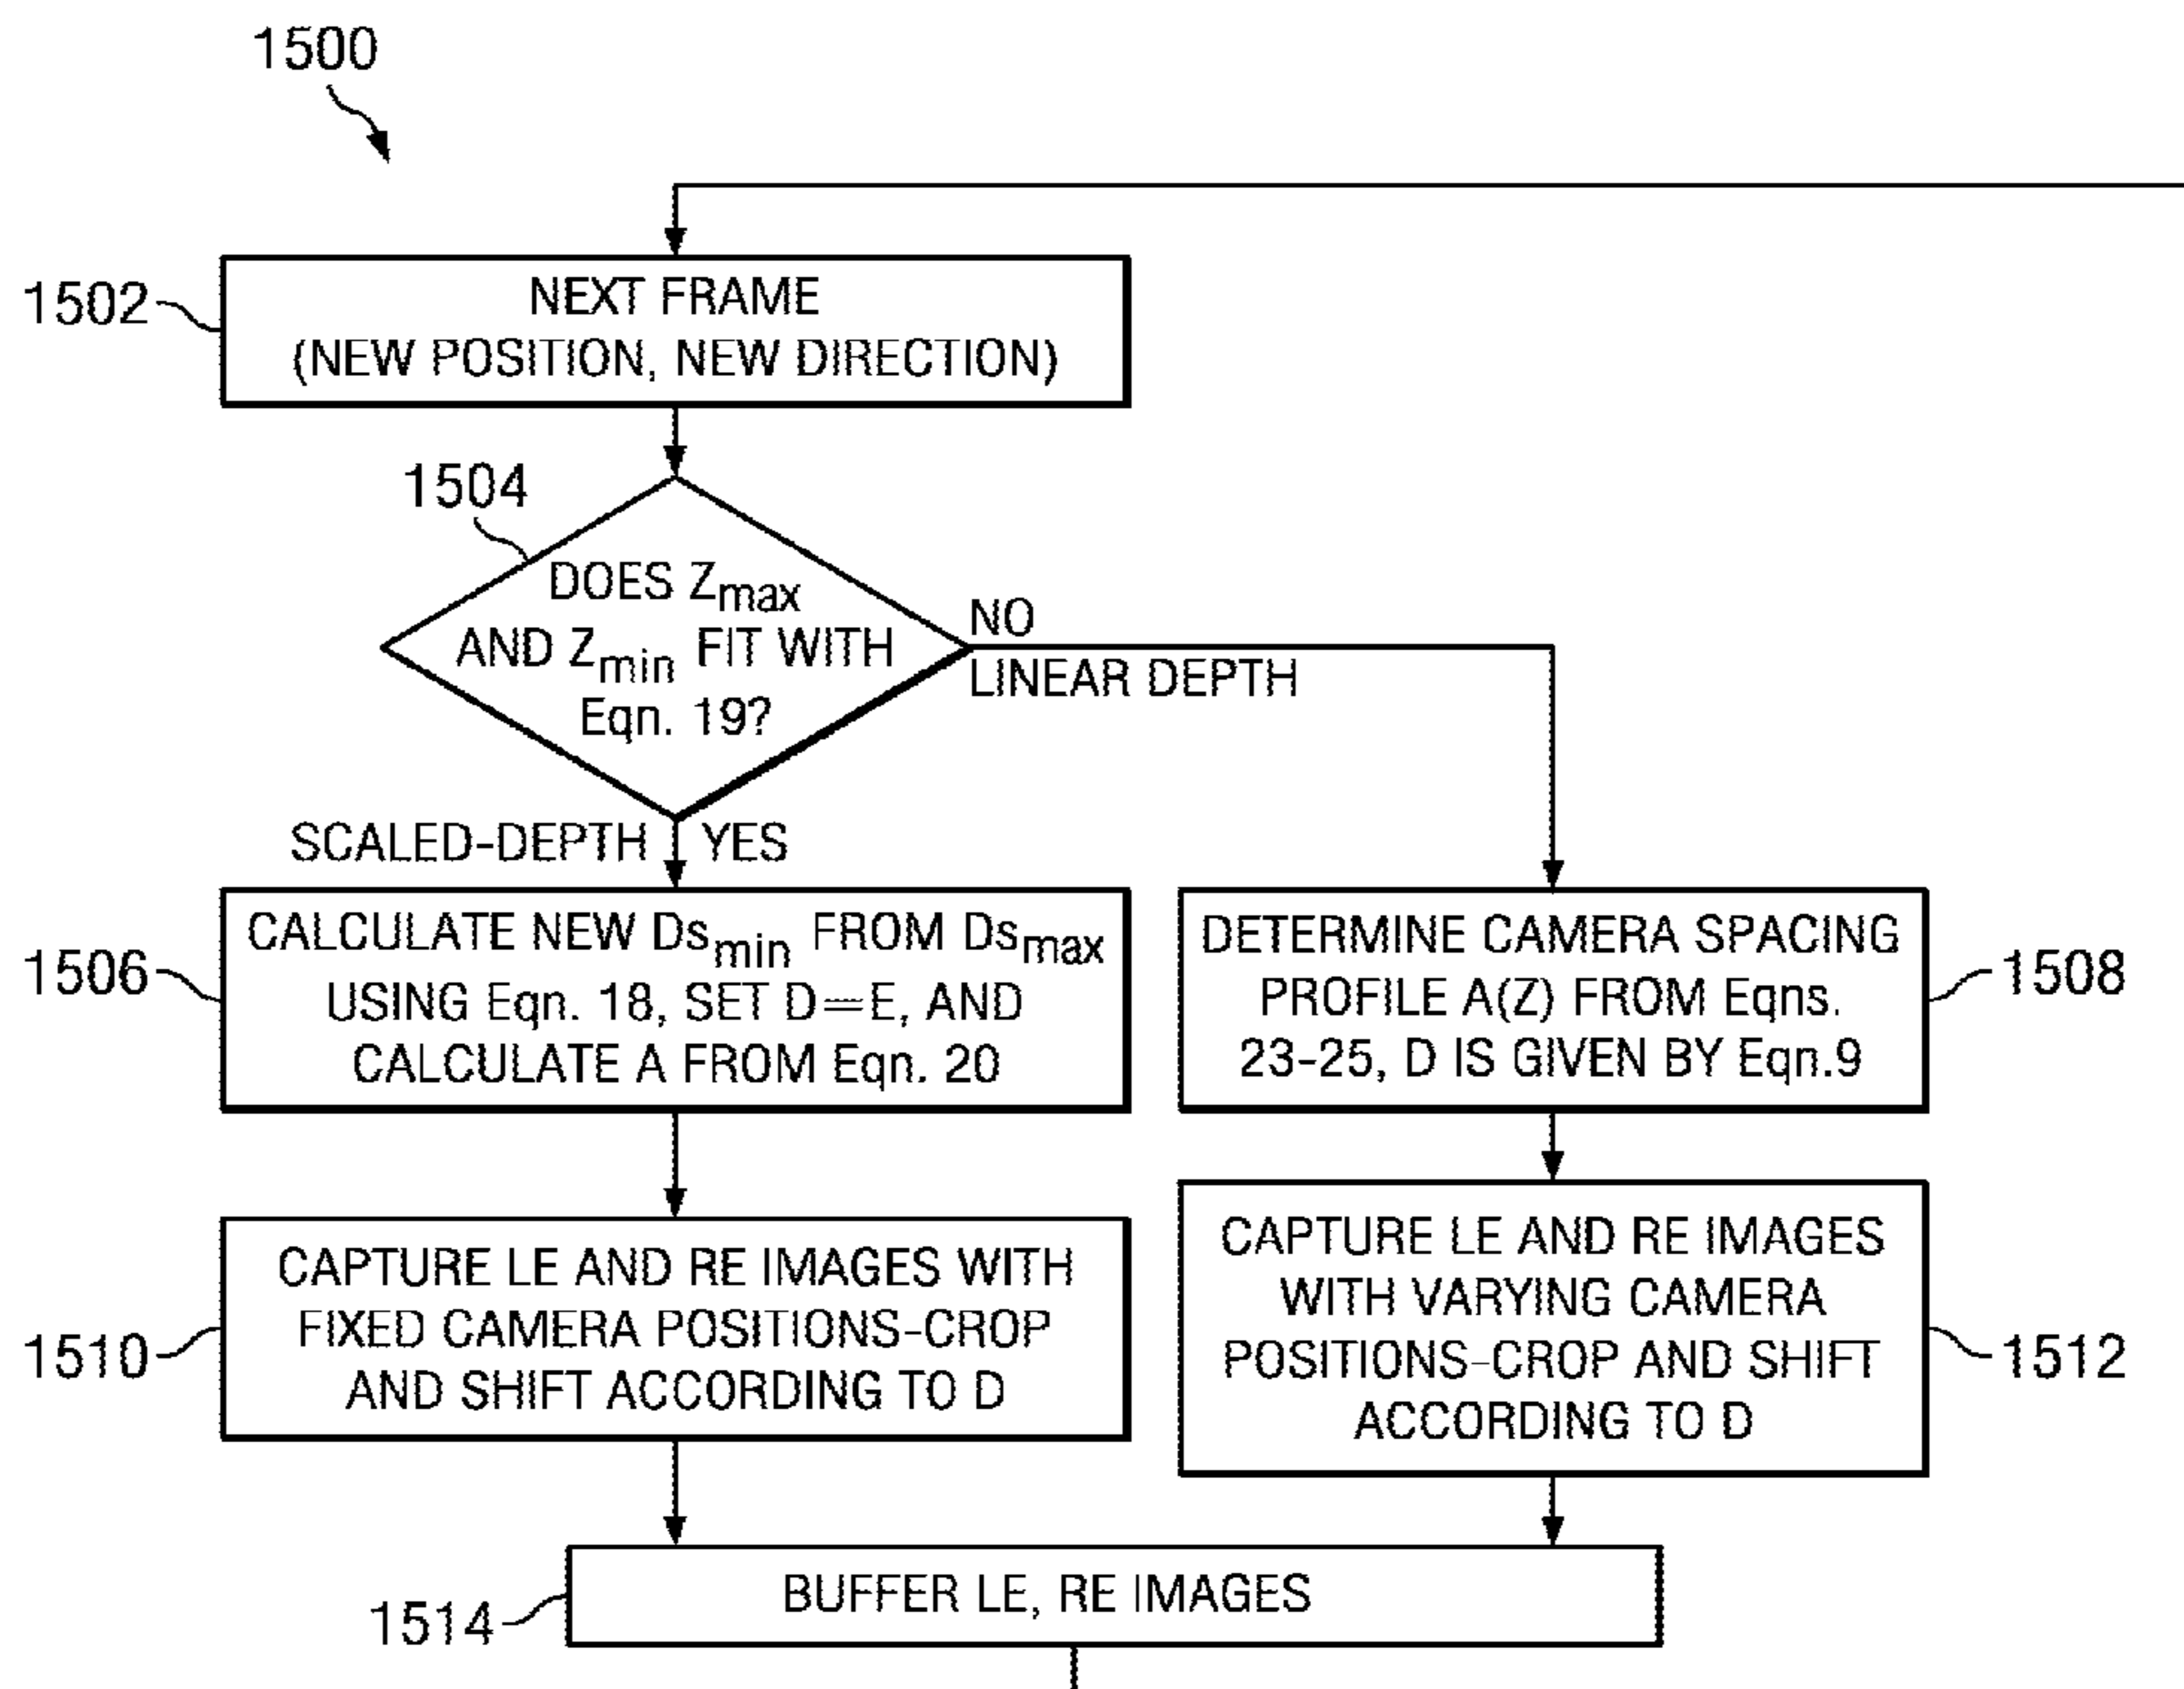 1500
1502
NEXT FRAME
(NEW POSITION, NEW DIRECTION)
1504
DOES Zmax
AND Zmin FIT WITH
Eqn. 19?
NO
LINEAR DEPTH
SCALED-DEPTH YES
1506
CALCULATE NEW Dsmin FROM Dsmax
USING Eqn. 18, SET D=E, AND
CALCULATE A FROM Eqn. 20
DETERMINE CAMERA SPACING
PROFILE A(Z) FROM Eqns.
23-25, D IS GIVEN BY Eqn.9
1508
1510
CAPTURE LE AND RE IMAGES WITH
FIXED CAMERA POSITIONS-CROP
AND SHIFT ACCORDING TO D
CAPTURE LE AND RE IMAGES
WITH VARYING CAMERA
POSITIONS-CROP AND SHIFT
ACCORDING TO D
1512
1514
BUFFER LE, RE IMAGES